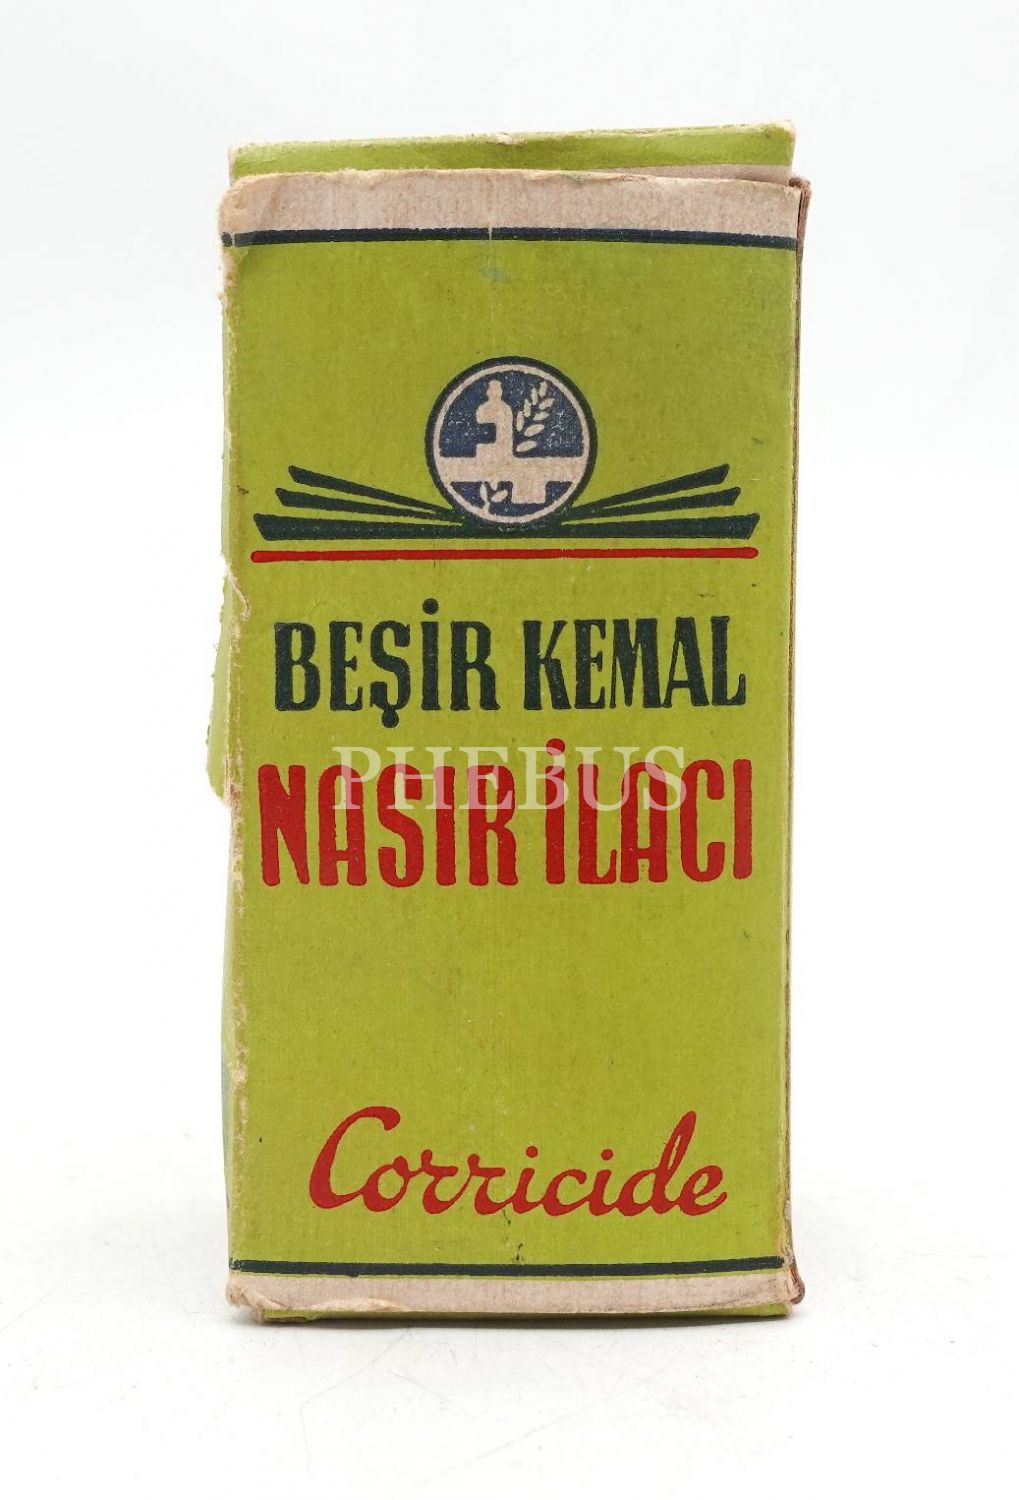 BEŞİR KEMAL
PHEBUS
NASIR İLACI
Corricide